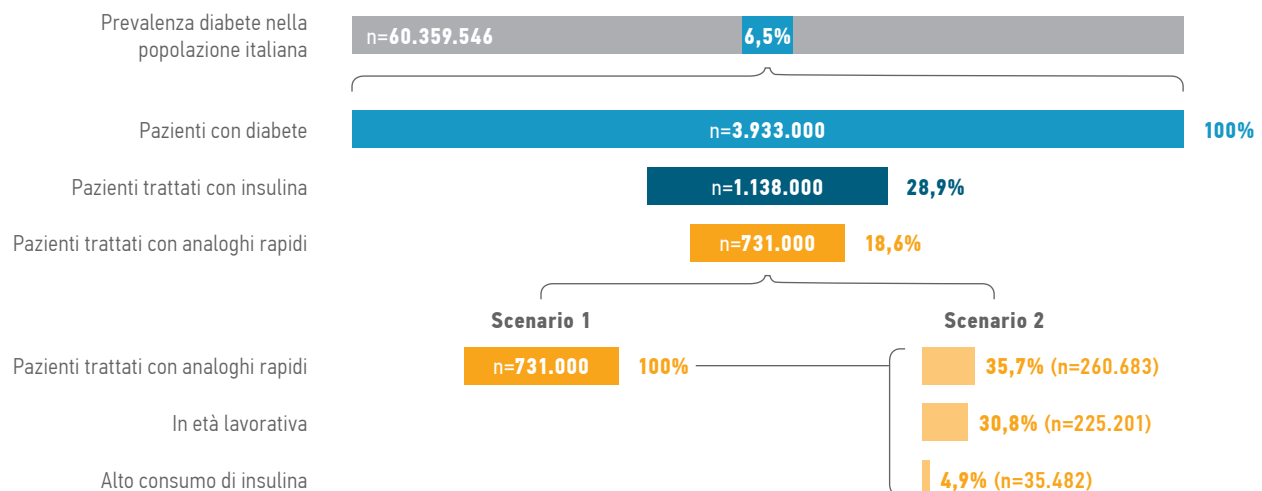 Prevalenza diabete nella
popolazione italiana
n=60.359.546
6,5%
Pazienti con diabete
n=3.933.000
100%
Pazienti trattati con insulina
n=1.138.000
28,9%
Pazienti trattati con analoghi rapidi
n=731.000
18,6%
Scenario 1
Scenario 2
Pazienti trattati con analoghi rapidi
n=731.000
100%
35,7% (n=260.683)
In età lavorativa
30,8% (n=225.201)
Alto consumo di insulina
4,9% (n=35.482)